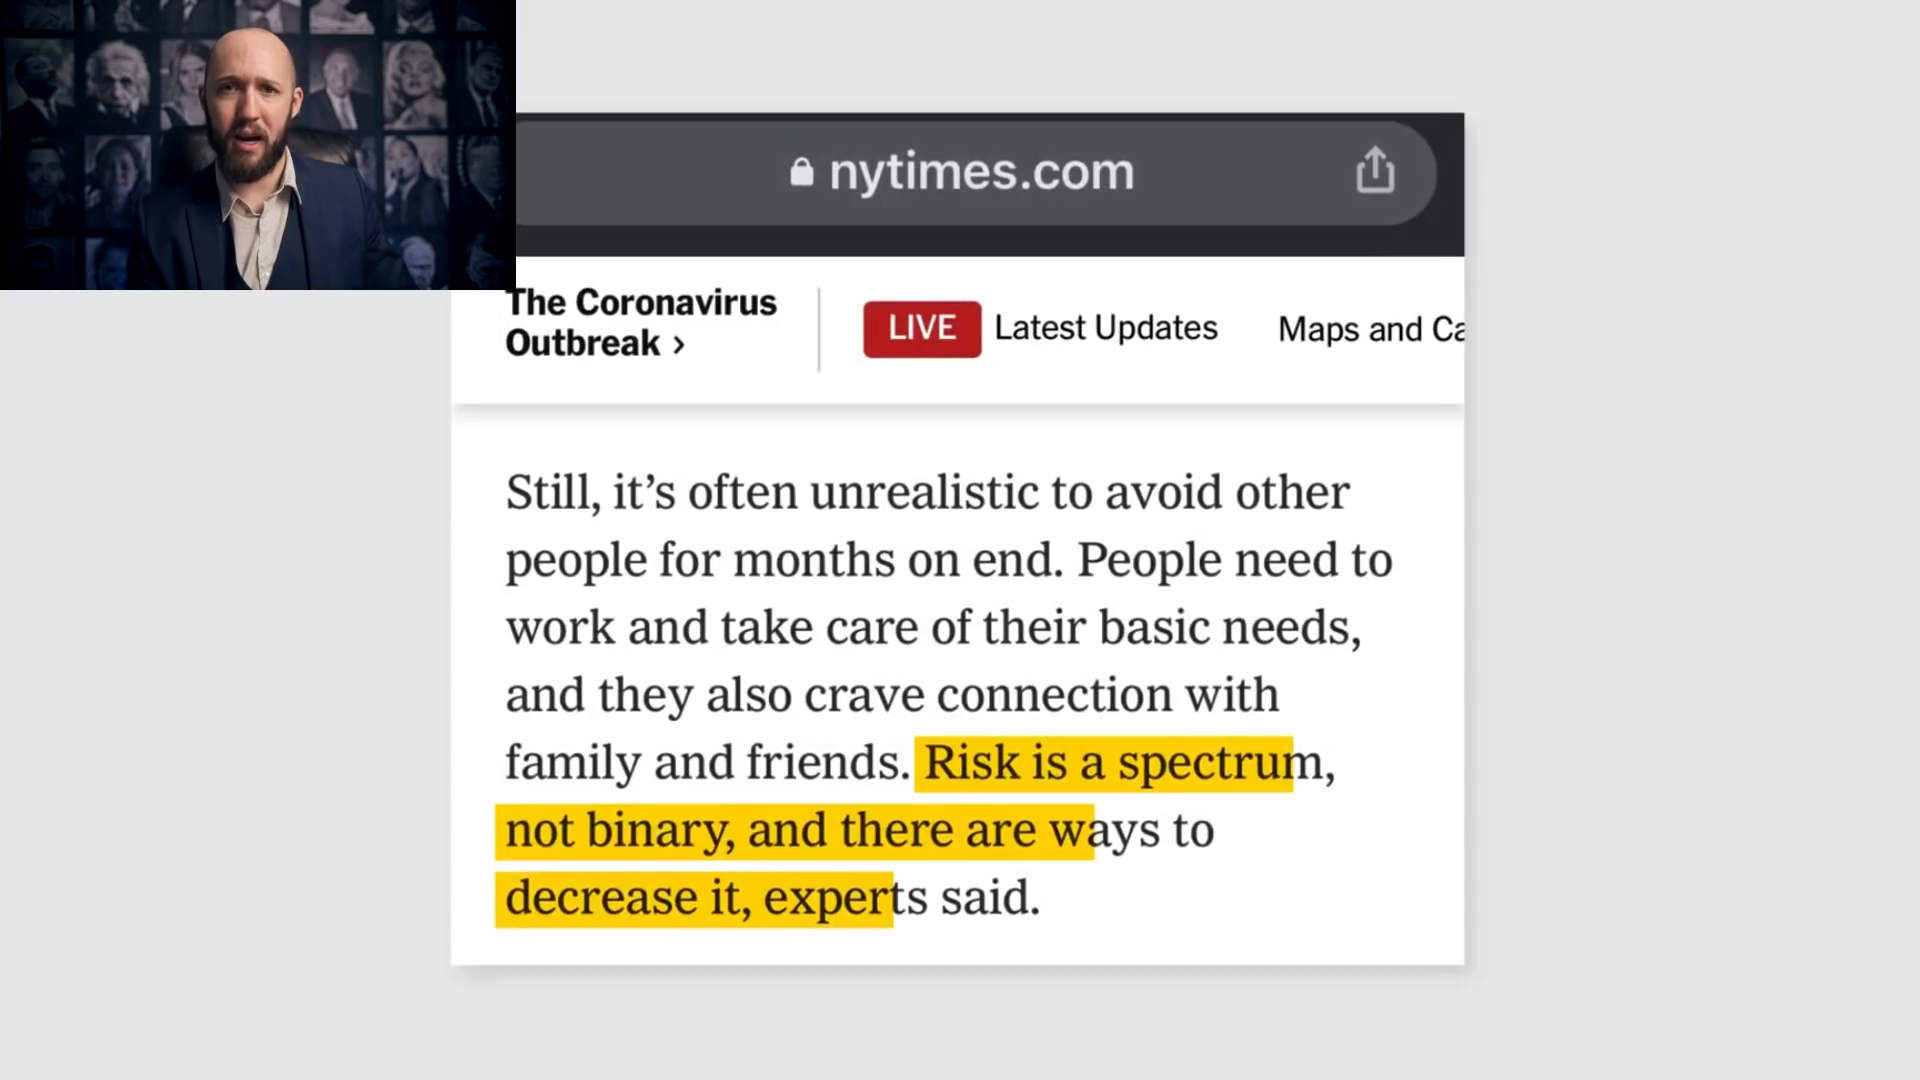 nytimes.com
The Coronavirus
Outbreak ›
LIVE Latest Updates Maps and Ca
Still, it’s often unrealistic to avoid other
people for months on end. People need to
work and take care of their basic needs,
and they also crave connection with
family and friends. Risk is a spectrum,
not binary, and there are ways to
decrease it, experts said.